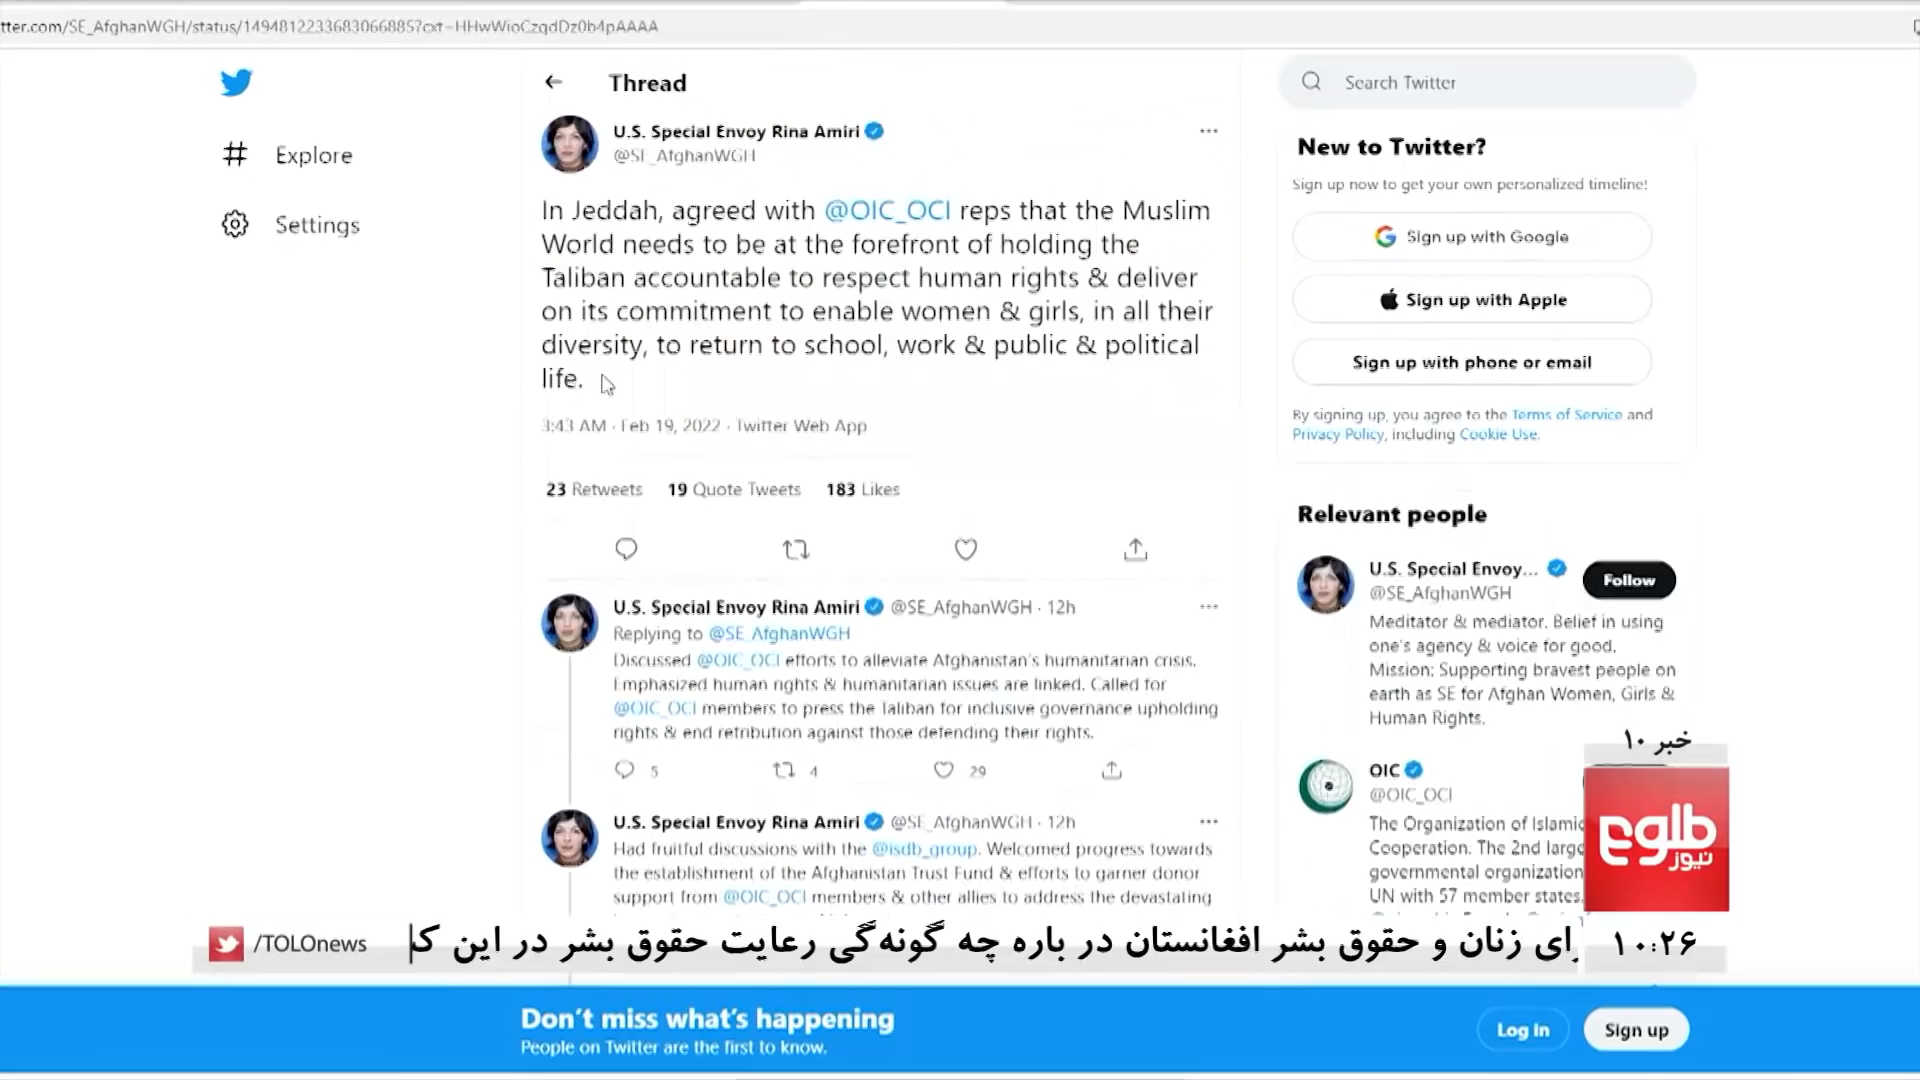 tter.com/SE_AfghanWGH/status/1494812233683066885?cxt=HHwWioCzqdDz0b4pAAAA
Explore
Settings
Thread
U.S. Special Envoy Rina Amiri
@SE_AfghanWGH
In Jeddah, agreed with @OIC_OCI reps that the Muslim
World needs to be at the forefront of holding the
Taliban accountable to respect human rights & deliver
on its commitment to enable women & girls, in all their
diversity, to return to school, work & public & political
life.
3:43 AM · Feb 19, 2022 · Twitter Web App
23 Retweets 19 Quote Tweets 183 Likes
U.S. Special Envoy Rina Amiri @SE_AfghanWGH · 12h
Replying to @SE_AfghanWGH
Discussed @OIC_OCI efforts to alleviate Afghanistan's humanitarian crisis.
Emphasized human rights & humanitarian issues are linked. Called for
@OIC_OCI members to press the Taliban for inclusive governance upholding
rights & end retribution against those defending their rights.
5 4 29
U.S. Special Envoy Rina Amiri @SE_AfghanWGH · 12h
Had fruitful discussions with the @isdb_group. Welcomed progress towards
the establishment of the Afghanistan Trust Fund & efforts to garner donor
support from @OIC_OCI members & other allies to address the devastating
Search Twitter
New to Twitter?
Sign up now to get your own personalized timeline!
Sign up with Google
Sign up with Apple
Sign up with phone or email
By signing up, you agree to the Terms of Service and
Privacy Policy, including Cookie Use.
Relevant people
U.S. Special Envoy...
@SE_AfghanWGH
Follow
Meditator & mediator. Belief in using
one's agency & voice for good.
Mission: Supporting bravest people on
earth as SE for Afghan Women, Girls &
Human Rights.
OIC
@OIC_OCI
The Organization of Islamic
Cooperation. The 2nd large
governmental organization
UN with 57 member states,
خبر ۱۰
طلوع
نیوز
۱۰:۲۶
/TOLOnews
رای زنان و حقوق بشر افغانستان در باره چه گونه‌گی رعایت حقوق بشر در این ک
Don't miss what's happening
People on Twitter are the first to know.
Log in
Sign up